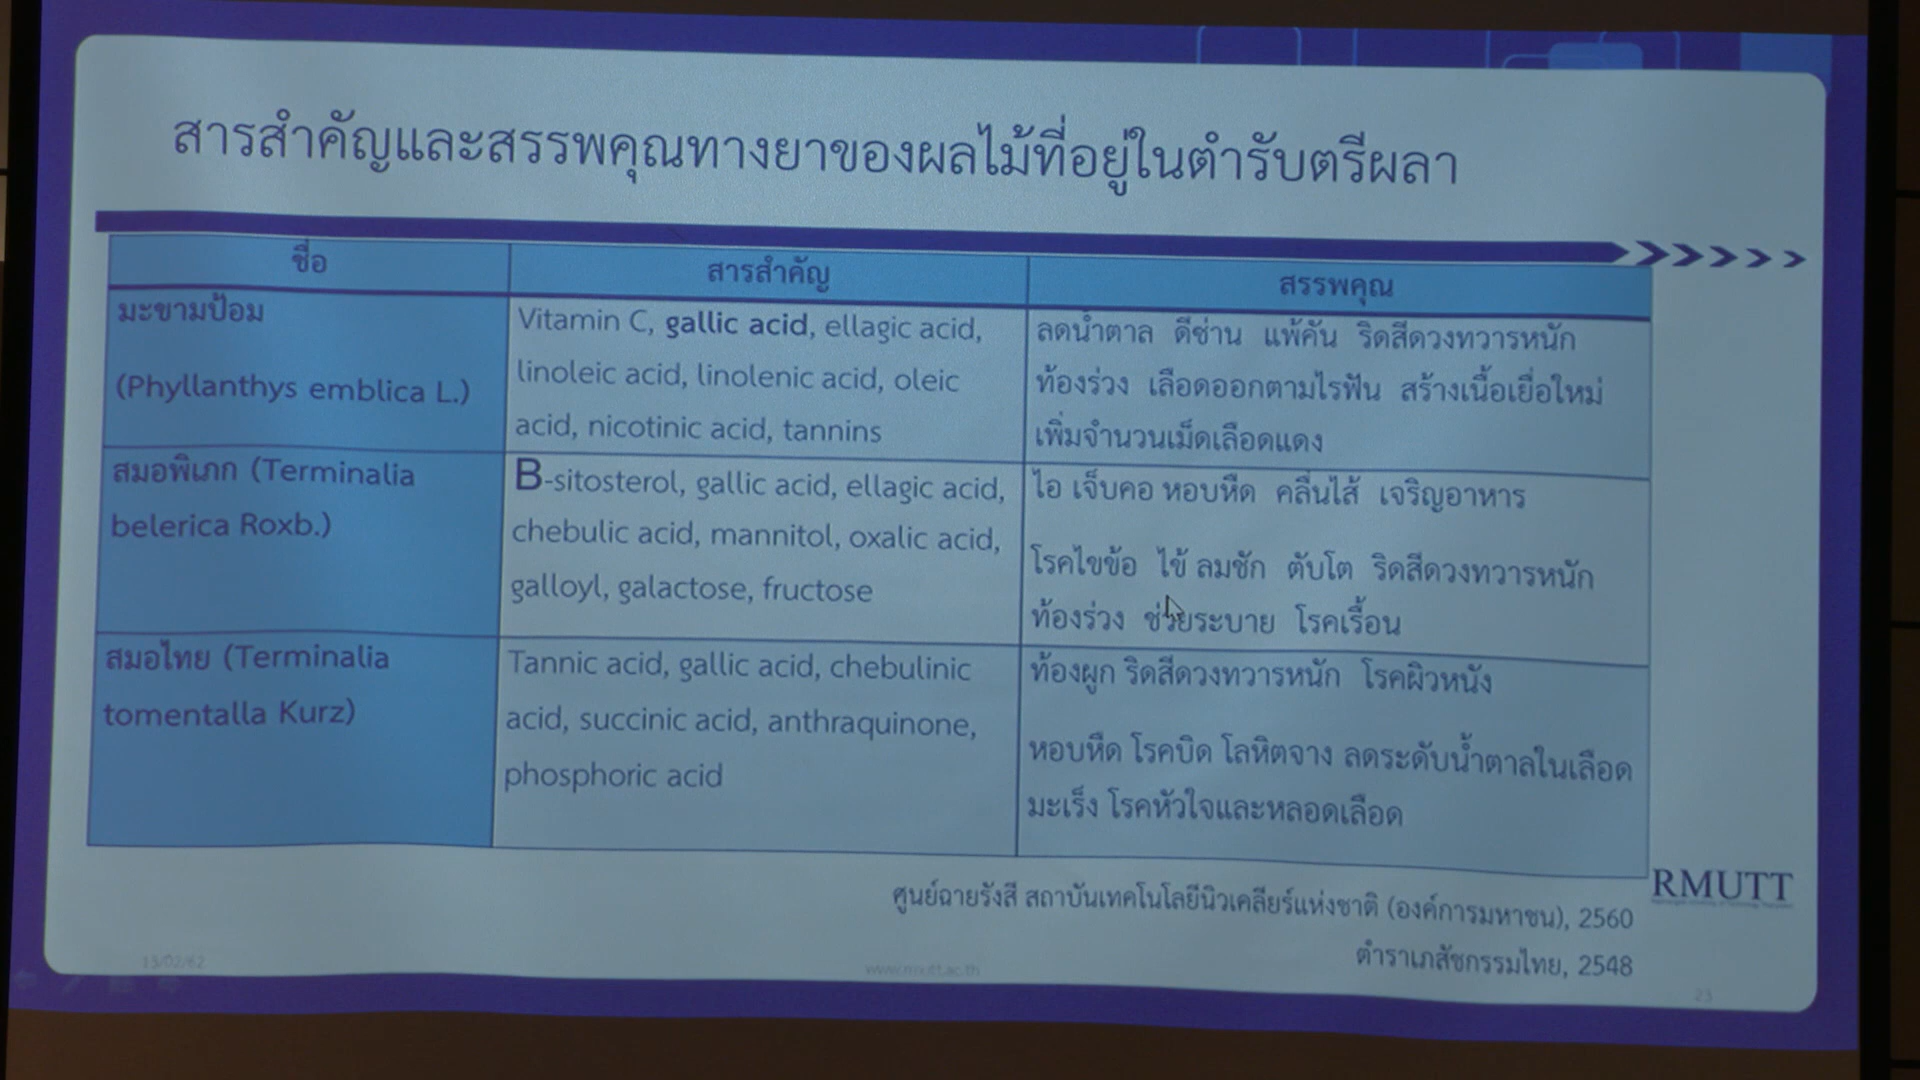 สารสำคัญและสรรพคุณทางยาของผลไม้ที่อยู่ในตำรับตรีผลา
ชื่อ
สารสำคัญ
สรรพคุณ
มะขามป้อม
(Phyllanthys emblica L.)
Vitamin C, gallic acid, ellagic acid,
linoleic acid, linolenic acid, oleic
acid, nicotinic acid, tannins
ลดน้ำตาล ดีซ่าน แพ้คัน ริดสีดวงทวารหนัก
ท้องร่วง เลือดออกตามไรฟัน สร้างเนื้อเยื่อใหม่
เพิ่มจำนวนเม็ดเลือดแดง
สมอพิเภก (Terminalia
belerica Roxb.)
B-sitosterol, gallic acid, ellagic acid,
chebulic acid, mannitol, oxalic acid,
galloyl, galactose, fructose
ไอ เจ็บคอ หอบหืด คลื่นไส้ เจริญอาหาร
โรคไขข้อ ไข้ ลมชัก ตับโต ริดสีดวงทวารหนัก
ท้องร่วง ช่วยระบาย โรคเรื้อน
สมอไทย (Terminalia
tomentalla Kurz)
Tannic acid, gallic acid, chebulinic
acid, succinic acid, anthraquinone,
phosphoric acid
ท้องผูก ริดสีดวงทวารหนัก โรคผิวหนัง
หอบหืด โรคบิด โลหิตจาง ลดระดับน้ำตาลในเลือด
มะเร็ง โรคหัวใจและหลอดเลือด
RMUTT
ศูนย์ฉายรังสี สถาบันเทคโนโลยีนิวเคลียร์แห่งชาติ (องค์การมหาชน), 2560
ตำราเภสัชกรรมไทย, 2548
13/02/62
www.rmutt.ac.th
23